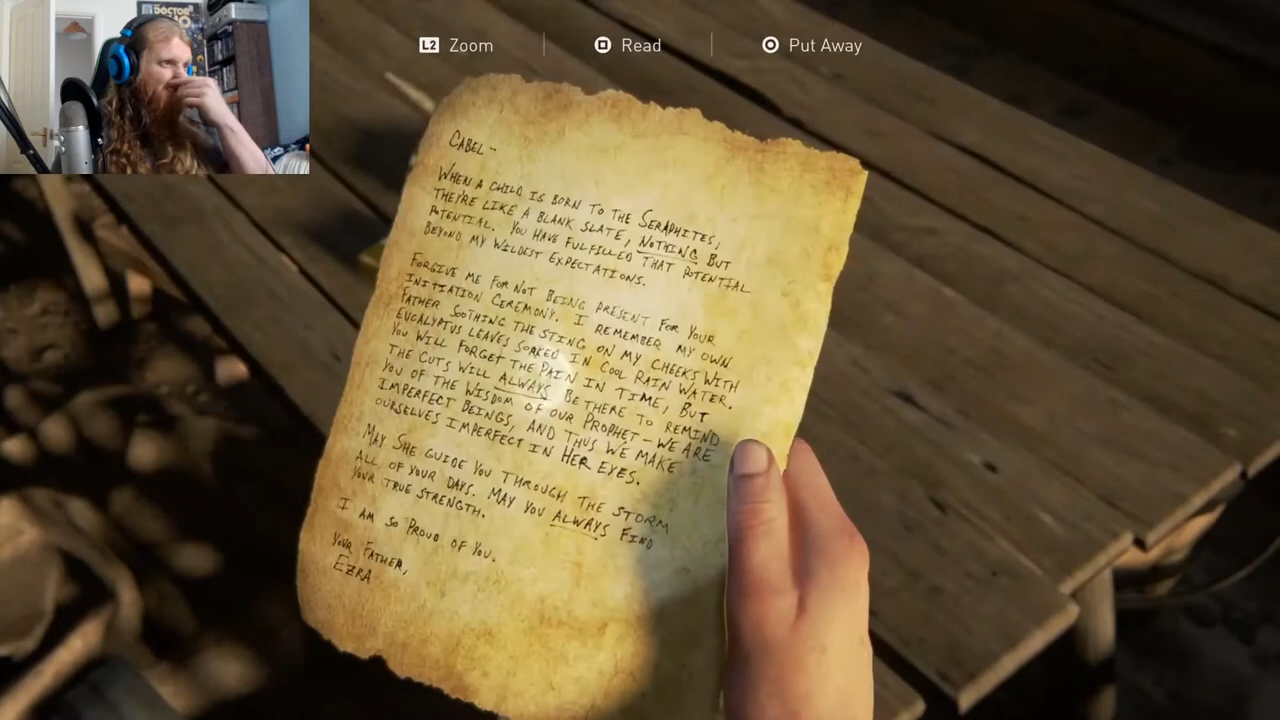 DOCTOR
L2 Zoom
Read
Put Away
CABEL -
WHEN A CHILD IS BORN TO THE SERAPHITES,
THEY'RE LIKE A BLANK SLATE, NOTHING BUT
POTENTIAL. YOU HAVE FULFILLED THAT POTENTIAL
BEYOND MY WILDEST EXPECTATIONS.
FORGIVE ME FOR NOT BEING PRESENT FOR YOUR
INITIATION CEREMONY. I REMEMBER MY OWN
FATHER SOOTHING THE STING ON MY CHEEKS WITH
EUCALYPTUS LEAVES SOAKED IN COOL RAIN WATER.
YOU WILL FORGET THE PAIN IN TIME, BUT
THE CUTS WILL ALWAYS BE THERE TO REMIND
YOU OF THE WISDOM OF OUR PROPHET - WE ARE
IMPERFECT BEINGS, AND THUS WE MAKE
OURSELVES IMPERFECT IN HER EYES.
MAY SHE GUIDE YOU THROUGH THE STORM
ALL OF YOUR DAYS. MAY YOU ALWAYS FIND
YOUR TRUE STRENGTH.
I AM SO PROUD OF YOU.
YOUR FATHER,
EZRA